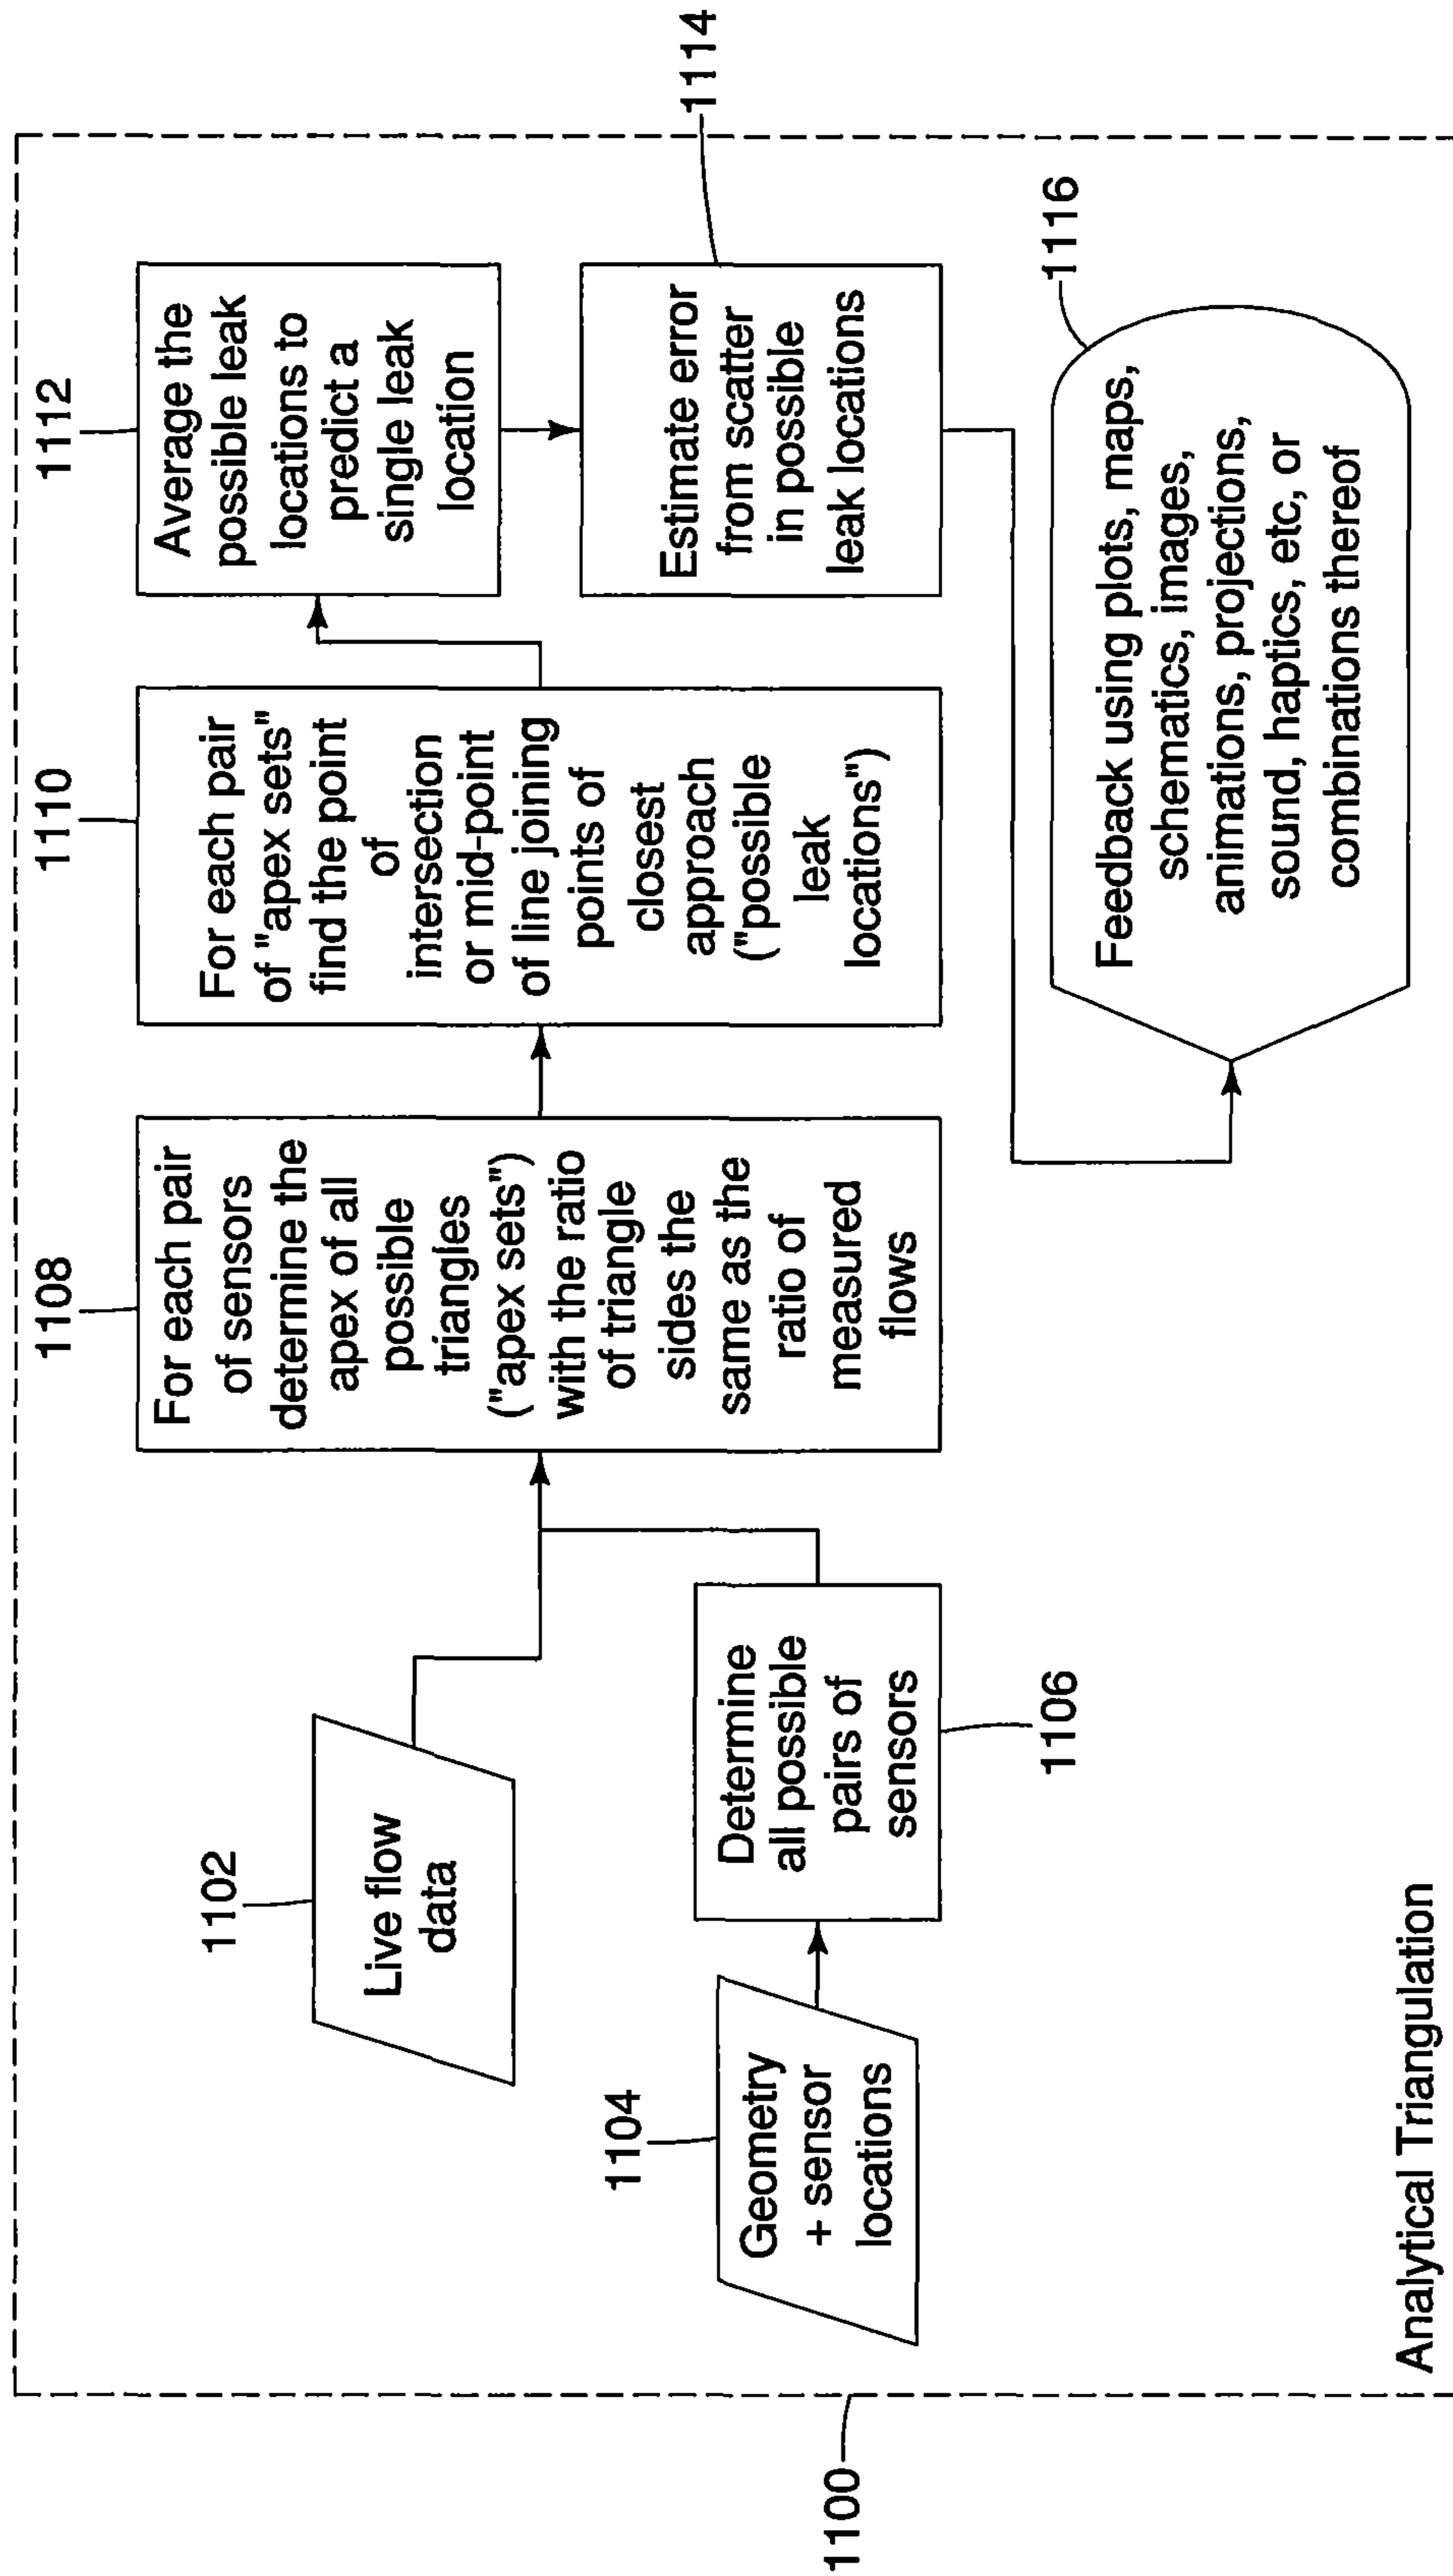 1100
1102
Live flow
data
1104
Geometry
+ sensor
locations
Determine
all possible
pairs of
sensors
1106
1108
For each pair
of sensors
determine the
apex of all
possible
triangles
("apex sets")
with the ratio
of triangle
sides the
same as the
ratio of
measured
flows
1110
For each pair
of "apex sets"
find the point
of
intersection
or mid-point
of line joining
points of
closest
approach
("possible
leak
locations")
1112
Average the
possible leak
locations to
predict a
single leak
location
1114
Estimate error
from scatter
in possible
leak locations
1116
Feedback using plots, maps,
schematics, images,
animations, projections,
sound, haptics, etc, or
combinations thereof
Analytical Triangulation